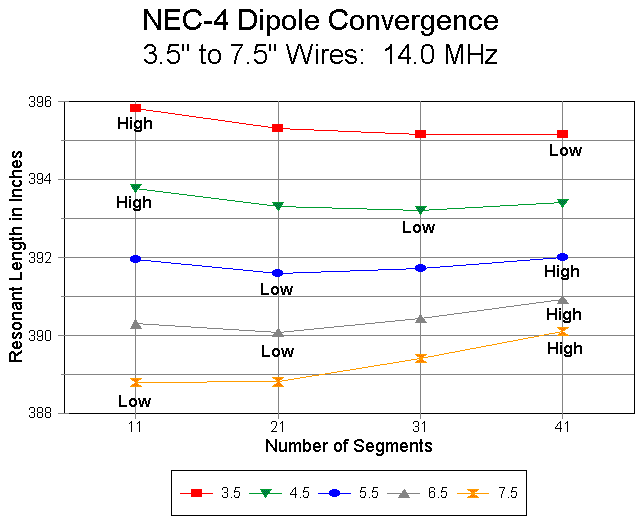 NEC-4 Dipole Convergence
3.5" to 7.5" Wires:  14.0 MHz
396
High
Low
394
High
Low
392
Low
High
390
Low
High
High
388
Low
11 21 31 41
Resonant Length in Inches
Number of Segments
3.5 4.5 5.5 6.5 7.5